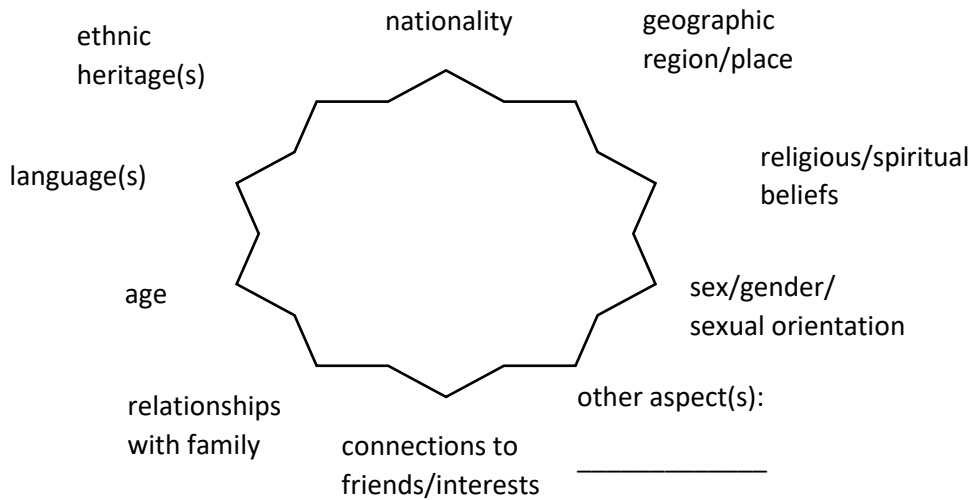 nationality
geographic
region/place
ethnic
heritage(s)
religious/spiritual
beliefs
language(s)
sex/gender/
sexual orientation
age
other aspect(s):
_____________
relationships
with family
connections to
friends/interests